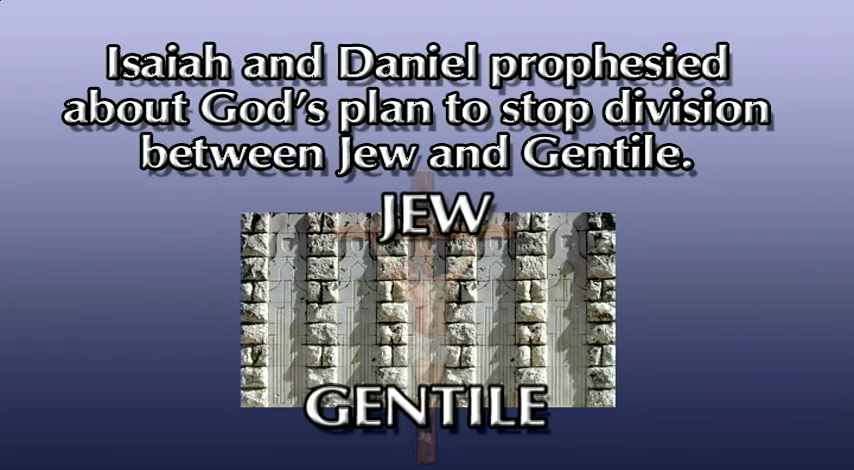 Isaiah and Daniel prophesied
about God's plan to stop division
between Jew and Gentile.
JEW
GENTILE